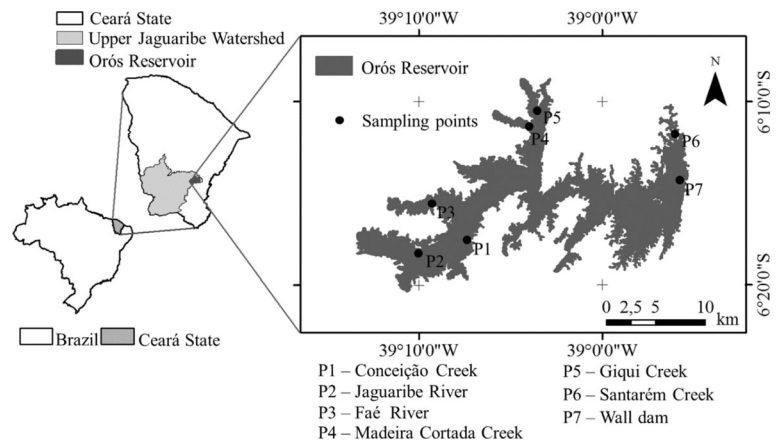 Ceará State
Upper Jaguaribe Watershed
Orós Reservoir
Brazil
Ceará State
39°10'0"W
39°00'0"W
Orós Reservoir
Sampling points
N
P5
P4
P6
P7
P3
P1
P2
6°10'0"S
6°20'0"S
0 2,5 5 10
km
39°10'0"W
39°00'0"W
P1 – Conceição Creek
P2 – Jaguaribe River
P3 – Faé River
P4 – Madeira Cortada Creek
P5 – Giqui Creek
P6 – Santarém Creek
P7 – Wall dam